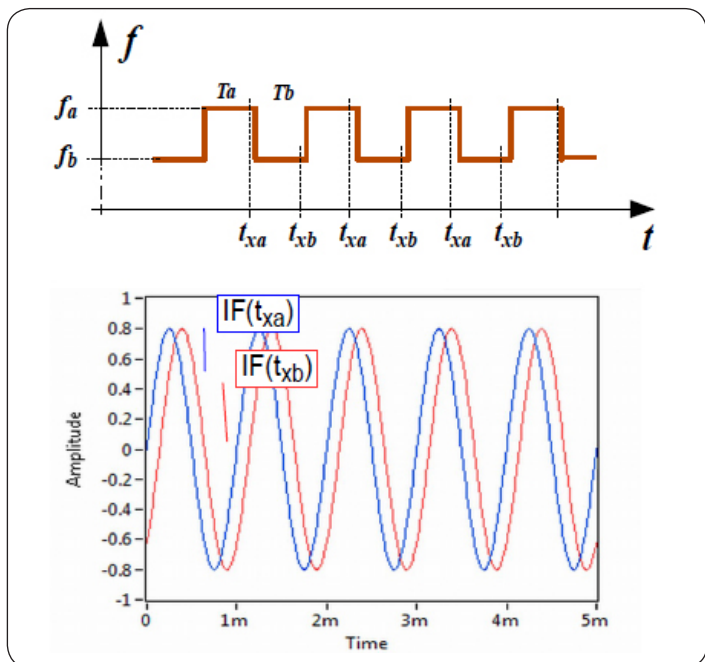 f
Ta Tb
fa
fb
txa txb txa txb txa txb t
1
0.8
0.6
0.4
0.2
0
-0.2
-0.4
-0.6
-0.8
-1
Amplitude
IF(txa)
IF(txb)
0 1m 2m 3m 4m 5m
Time